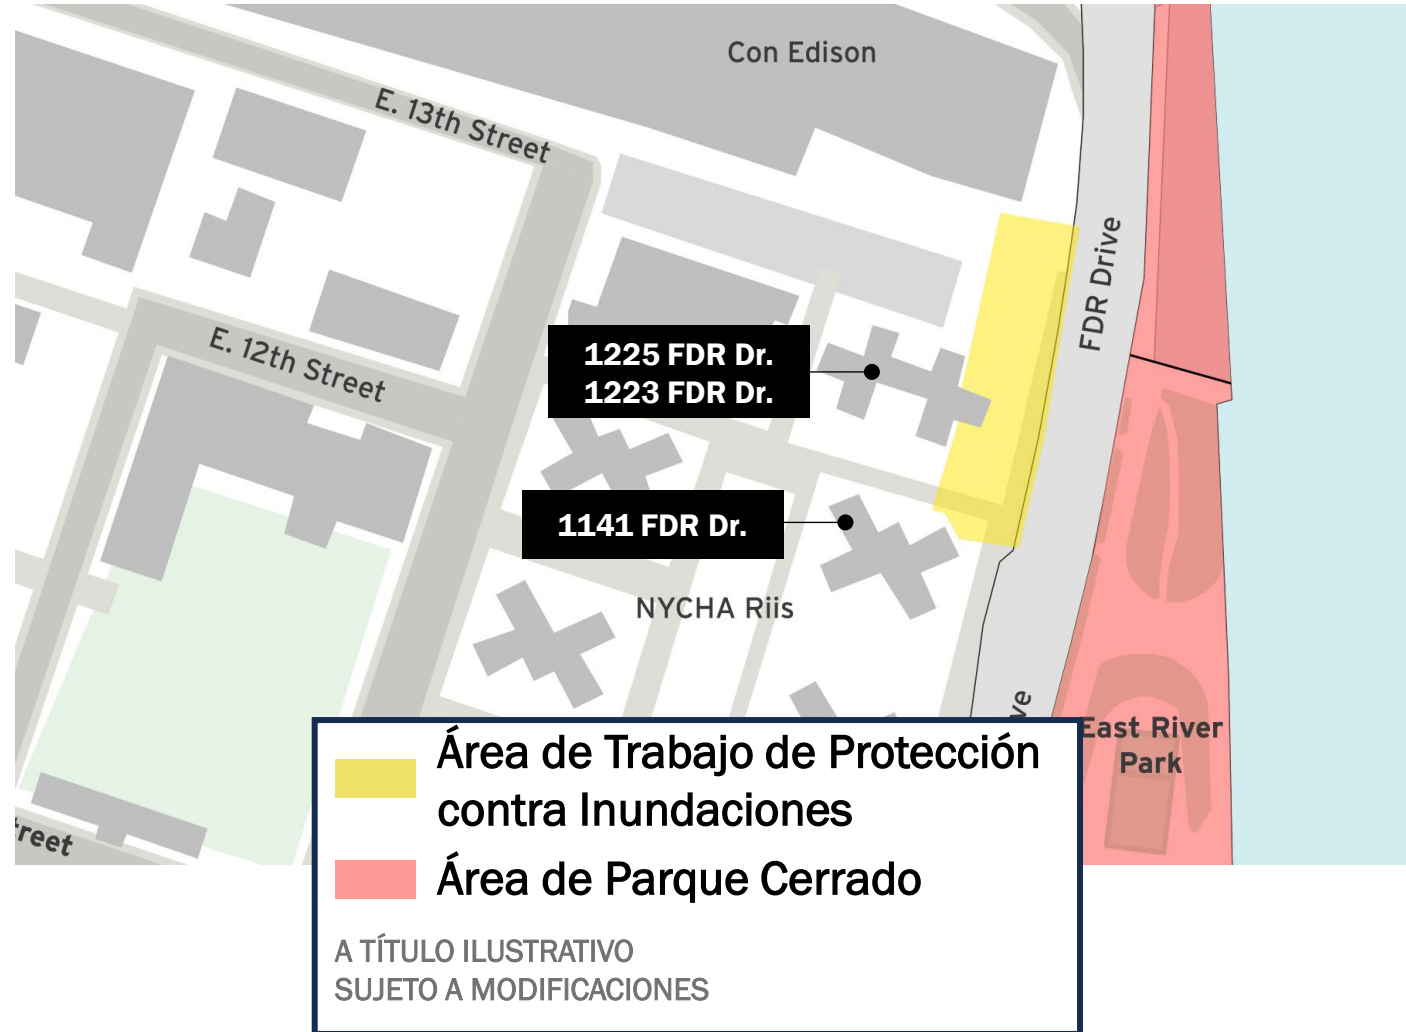 Con Edison
E. 13th Street
FDR Drive
E. 12th Street
1225 FDR Dr.
1223 FDR Dr.
1141 FDR Dr.
NYCHA Riis
East River
Park
Área de Trabajo de Protección
contra Inundaciones
Área de Parque Cerrado
A TÍTULO ILUSTRATIVO
SUJETO A MODIFICACIONES